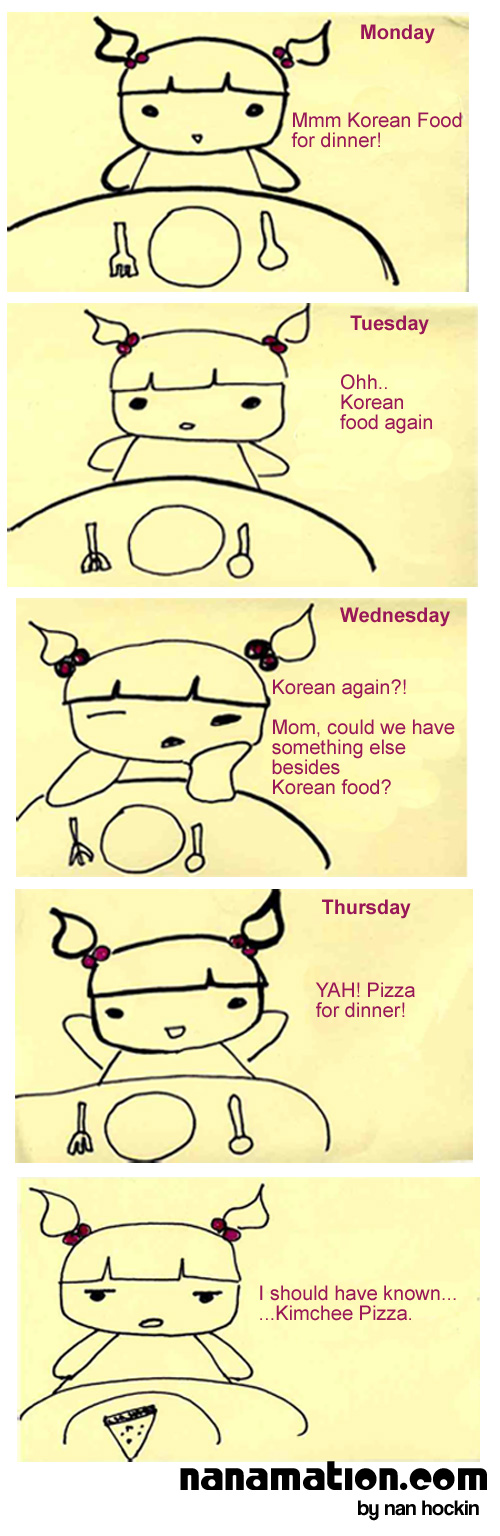 Monday
Mmm Korean Food
for dinner!
Tuesday
Ohh..
Korean
food again
Wednesday
Korean again?!
Mom, could we have
something else
besides
Korean food?
Thursday
YAH! Pizza
for dinner!
I should have known...
...Kimchee Pizza.
nanamation.com
by nan hockin